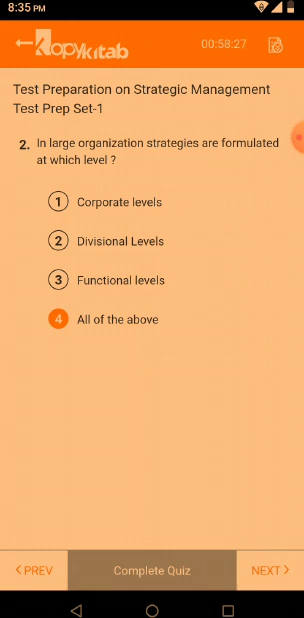 8:35 PM
Kopykitab
00:58:27
Test Preparation on Strategic Management
Test Prep Set-1
2. In large organization strategies are formulated
at which level ?
1 Corporate levels
2 Divisional Levels
3 Functional levels
4 All of the above
< PREV
Complete Quiz
NEXT >